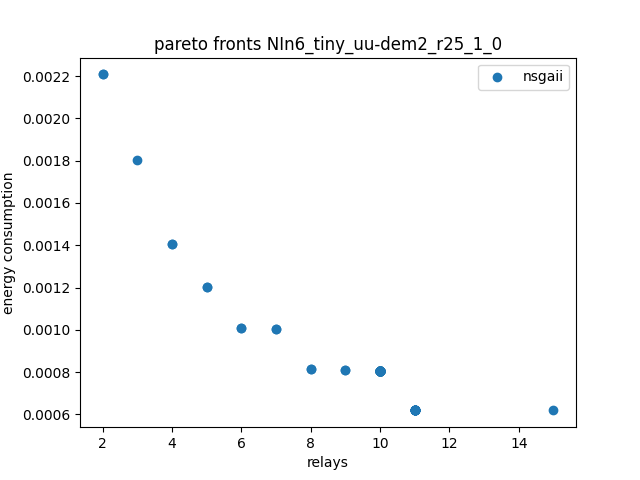 pareto fronts NIn6_tiny_uu-dem2_r25_1_0
nsgaii
energy consumption
0.0022
0.0020
0.0018
0.0016
0.0014
0.0012
0.0010
0.0008
0.0006
2 4 6 8 10 12 14
relays